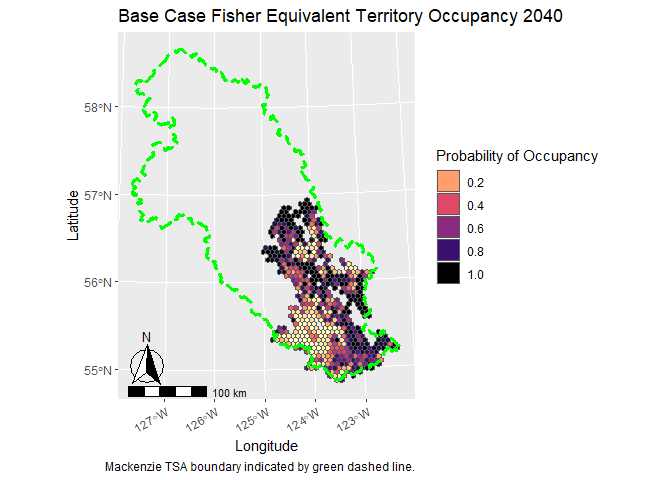 Base Case Fisher Equivalent Territory Occupancy 2040
58°N
57°N
56°N
55°N
Latitude
N
100 km
127°W
126°W
125°W
124°W
123°W
Longitude
Mackenzie TSA boundary indicated by green dashed line.
Probability of Occupancy
0.2
0.4
0.6
0.8
1.0